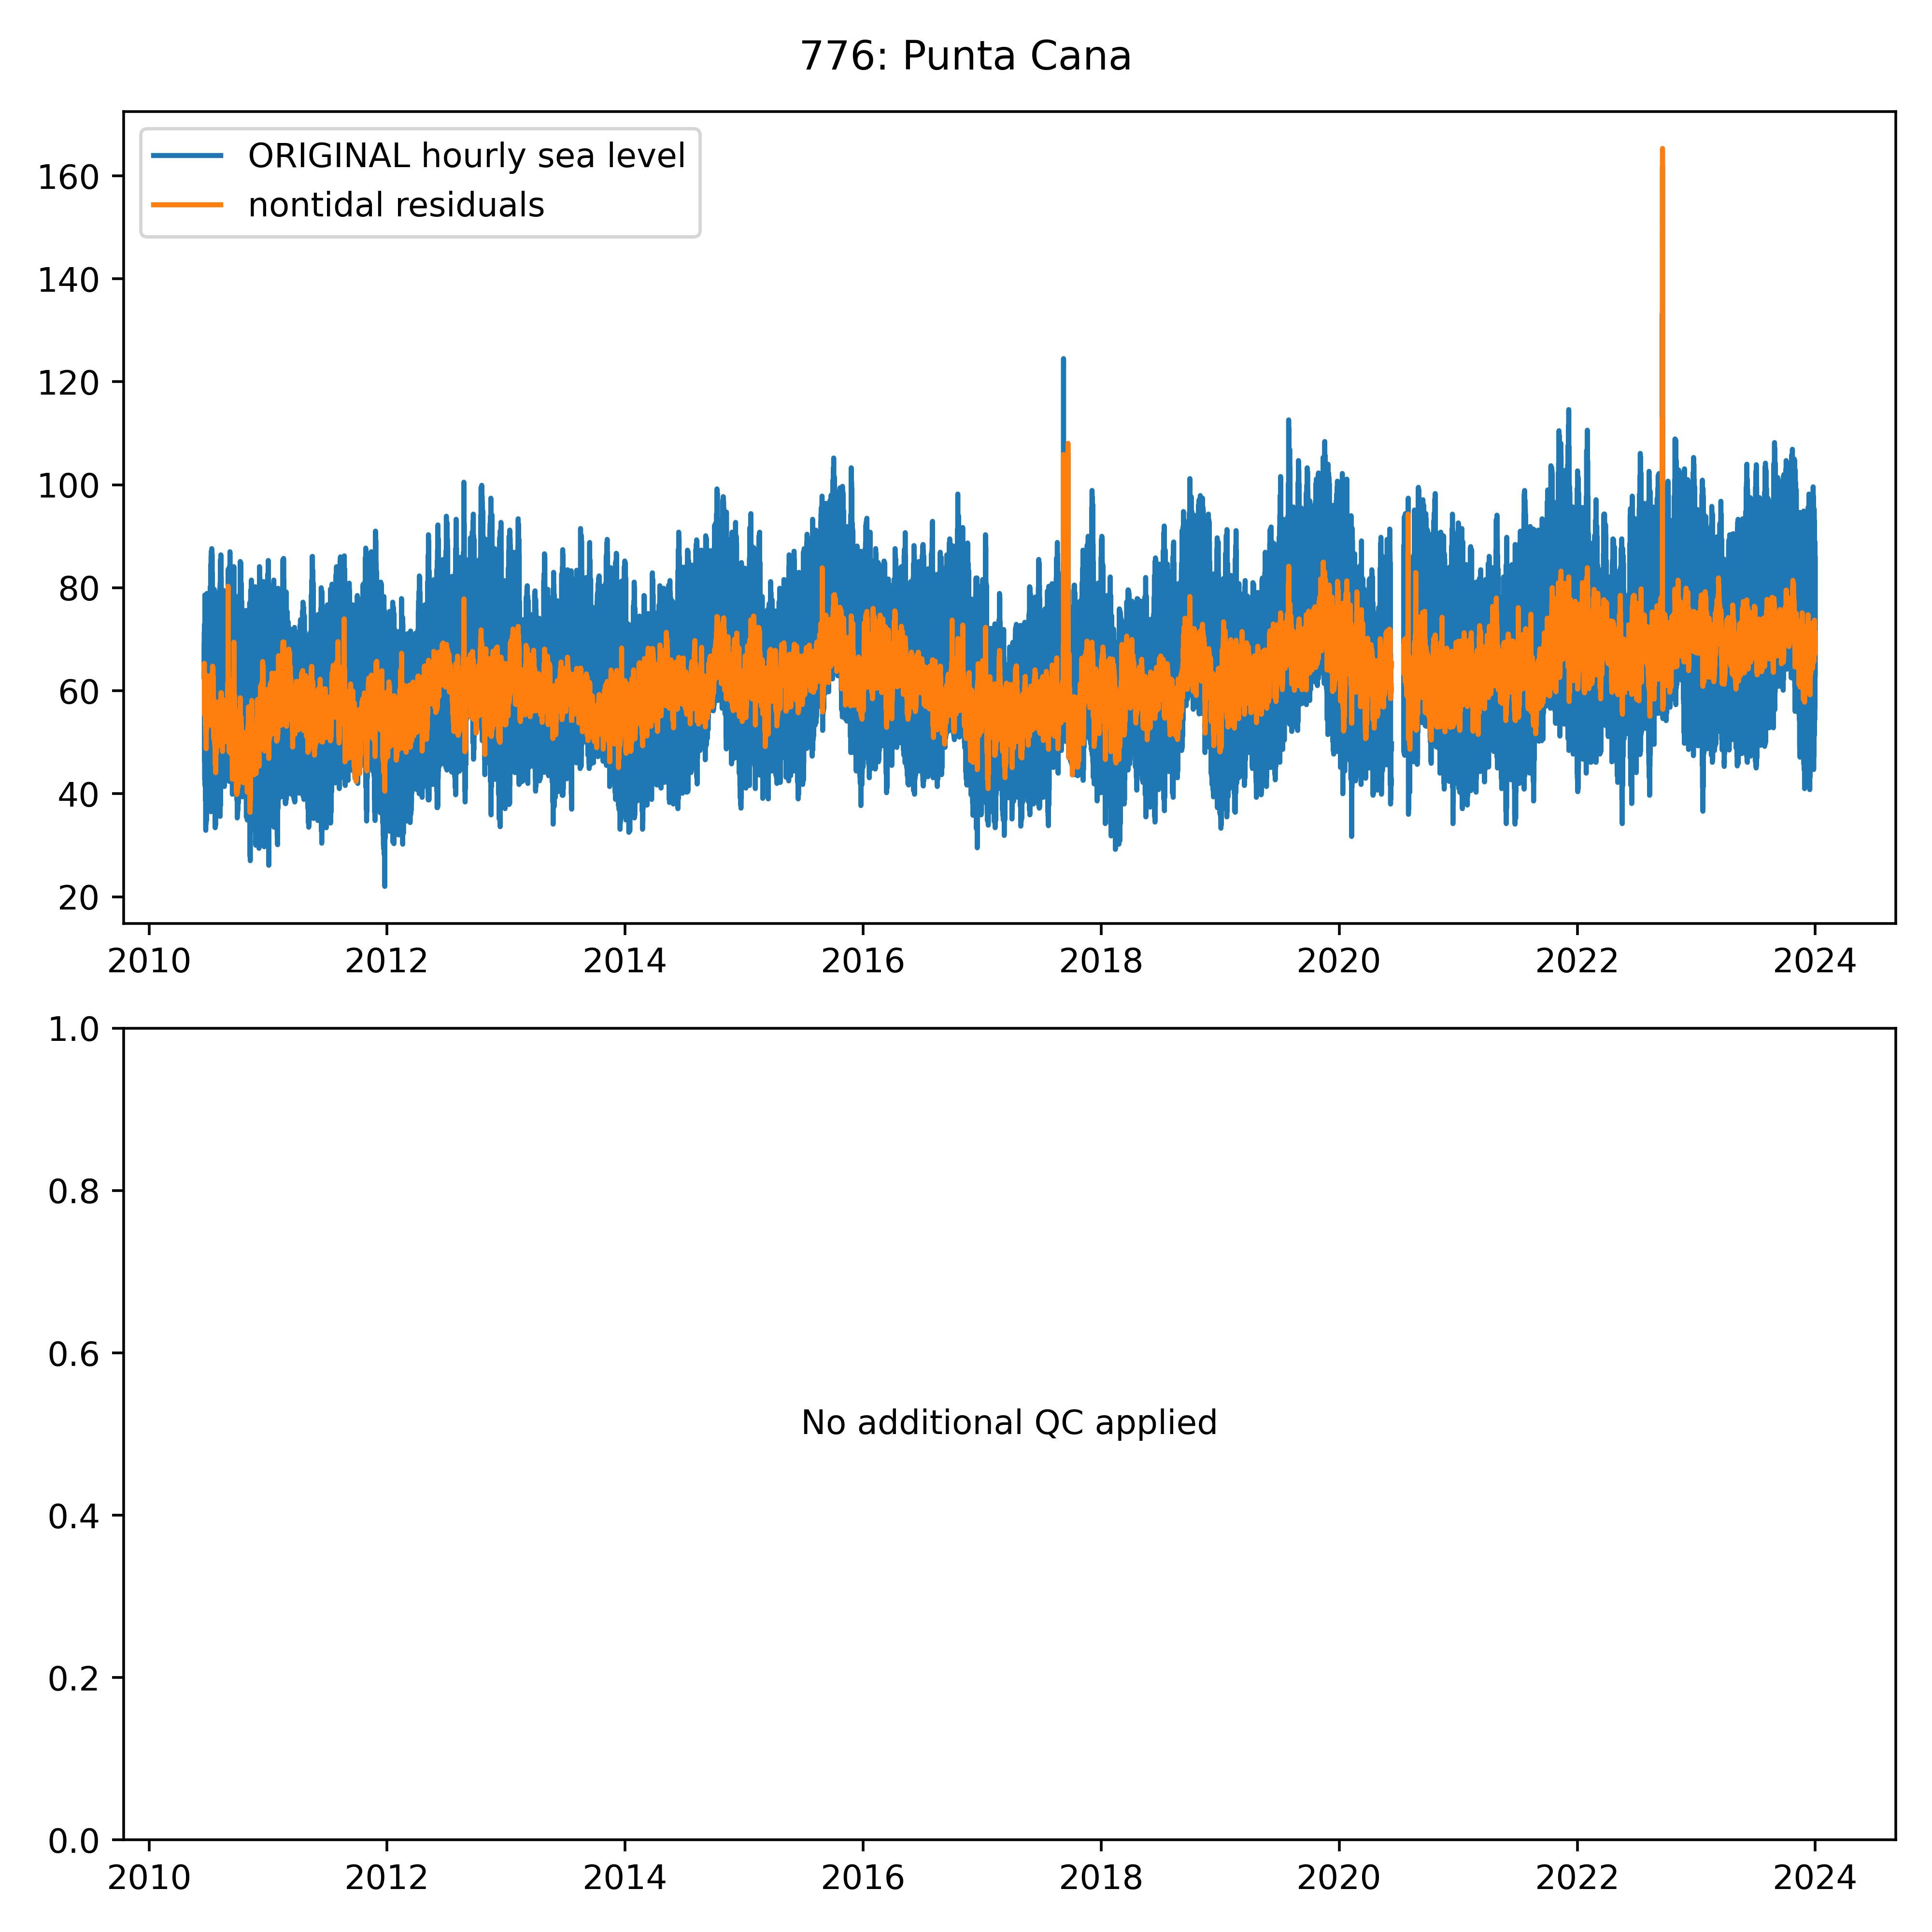 776: Punta Cana
ORIGINAL hourly sea level
nontidal residuals
160
140
120
100
80
60
40
20
2010 2012 2014 2016 2018 2020 2022 2024
1.0
0.8
0.6
No additional QC applied
0.4
0.2
0.0
2010 2012 2014 2016 2018 2020 2022 2024